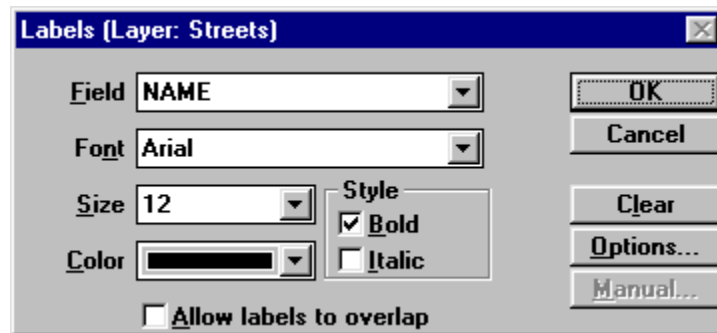 Labels (Layer: Streets)
Field NAME
OK
Font Arial
Cancel
Size 12
Style
Bold
Clear
Color
Italic
Options...
Manual...
Allow labels to overlap